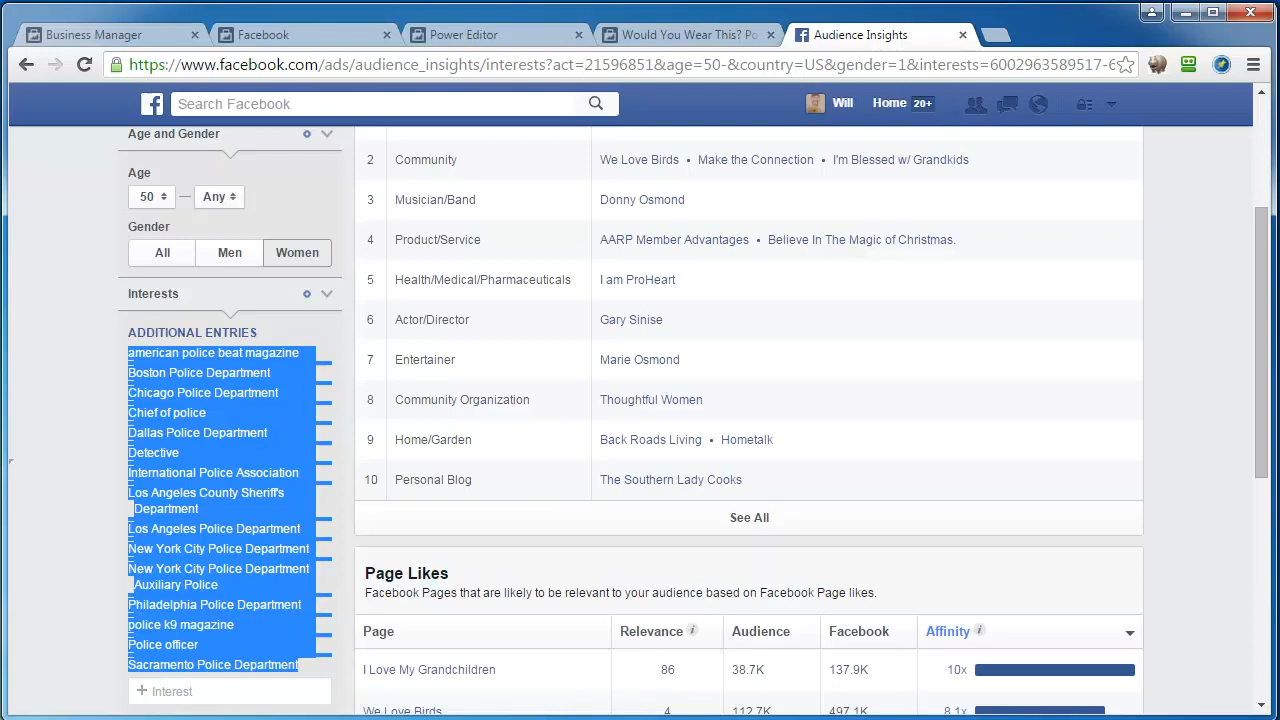 Business Manager
Facebook
Power Editor
Would You Wear This? Po
Audience Insights
https://www.facebook.com/ads/audience_insights/interests?act=21596851&age=50-&country=US&gender=1&interests=6002963589517-6
Search Facebook
Will
Home 20+
Age and Gender
Age
50 — Any
Gender
All Men Women
Interests
ADDITIONAL ENTRIES
american police beat magazine
Boston Police Department
Chicago Police Department
Chief of police
Dallas Police Department
Detective
International Police Association
Los Angeles County Sheriff's
Department
Los Angeles Police Department
New York City Police Department
New York City Police Department
Auxiliary Police
Philadelphia Police Department
police k9 magazine
Police officer
Sacramento Police Department
+ Interest
2 Community We Love Birds • Make the Connection • I'm Blessed w/ Grandkids
3 Musician/Band Donny Osmond
4 Product/Service AARP Member Advantages • Believe In The Magic of Christmas.
5 Health/Medical/Pharmaceuticals I am ProHeart
6 Actor/Director Gary Sinise
7 Entertainer Marie Osmond
8 Community Organization Thoughtful Women
9 Home/Garden Back Roads Living • Hometalk
10 Personal Blog The Southern Lady Cooks
See All
Page Likes
Facebook Pages that are likely to be relevant to your audience based on Facebook Page likes.
Page Relevance i Audience Facebook Affinity i
I Love My Grandchildren 86 38.7K 137.9K 10x
We Love Birds 4 112.7K 497.1K 8.1x